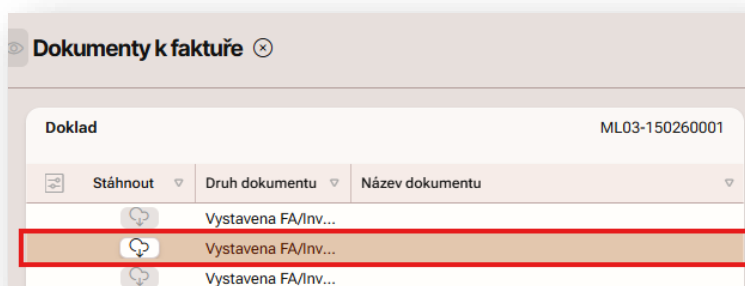 Dokumenty k faktuře
Doklad ML03-150260001
Stáhnout Druh dokumentu Název dokumentu
Vystavena FA/Inv...
Vystavena FA/Inv...
Vystavena FA/Inv...